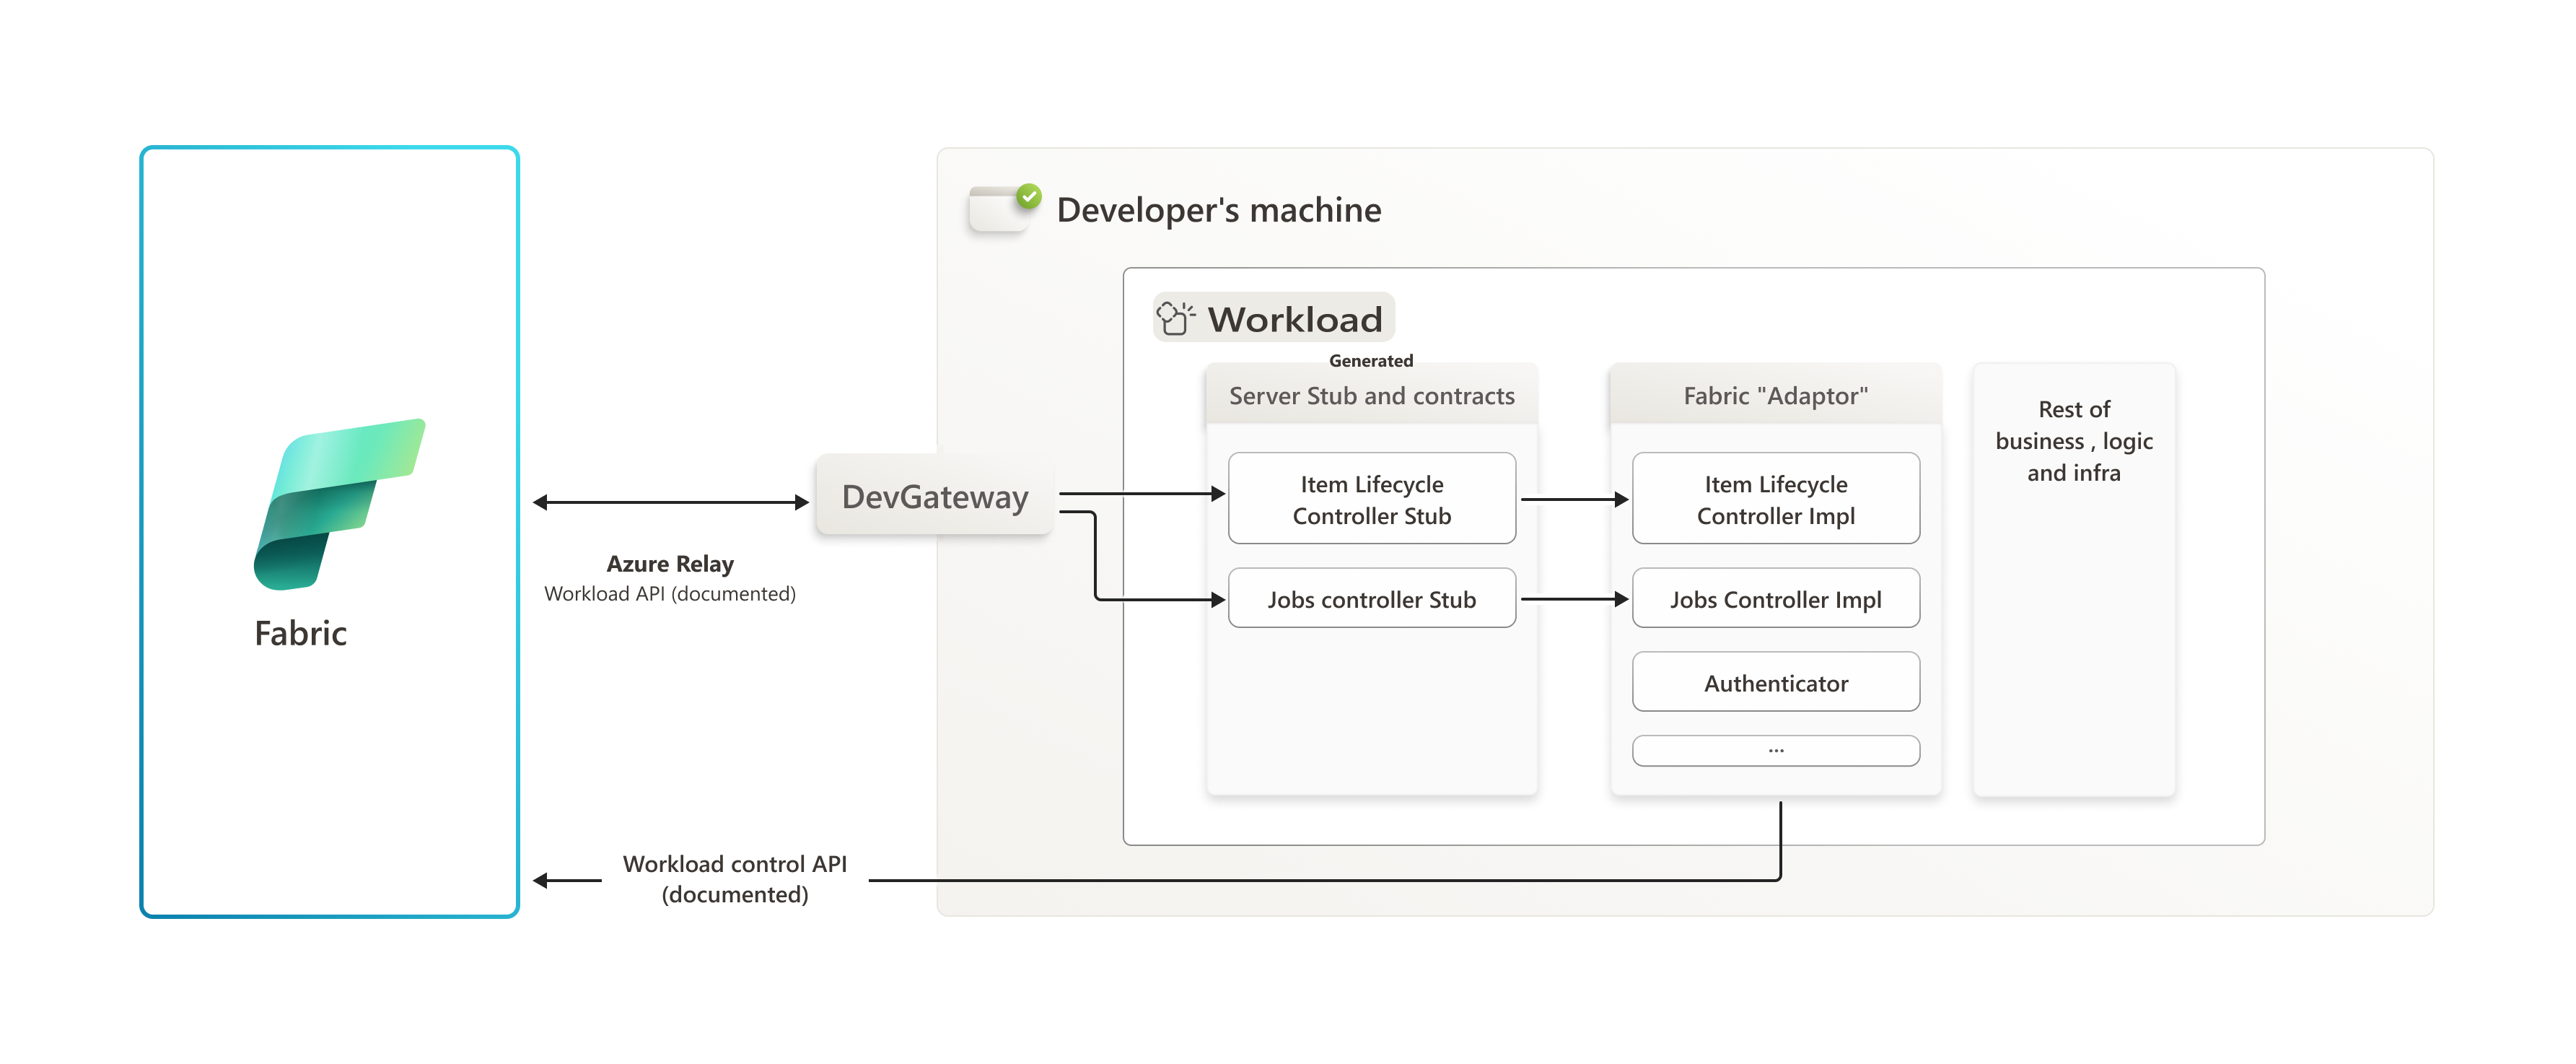 Developer's machine
Workload
Generated
Server Stub and contracts
Fabric "Adaptor"
Rest of
business , logic
and infra
Item Lifecycle
Controller Stub
Item Lifecycle
Controller Impl
DevGateway
Azure Relay
Workload API (documented)
Jobs controller Stub
Jobs Controller Impl
Fabric
Authenticator
...
Workload control API
(documented)